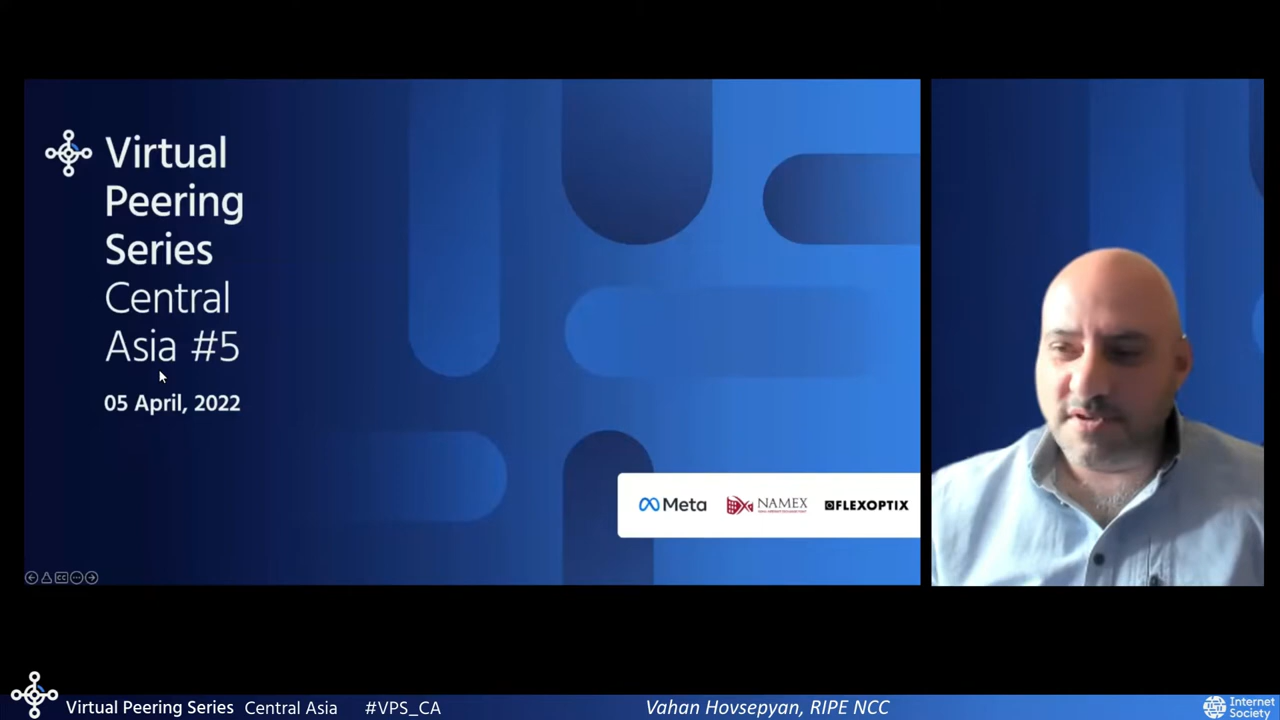 Virtual
Peering
Series
Central
Asia #5
05 April, 2022
Meta
NAMEX
FLEXOPTIX
CC
Virtual Peering Series Central Asia #VPS_CA
Vahan Hovsepyan, RIPE NCC
Internet
Society